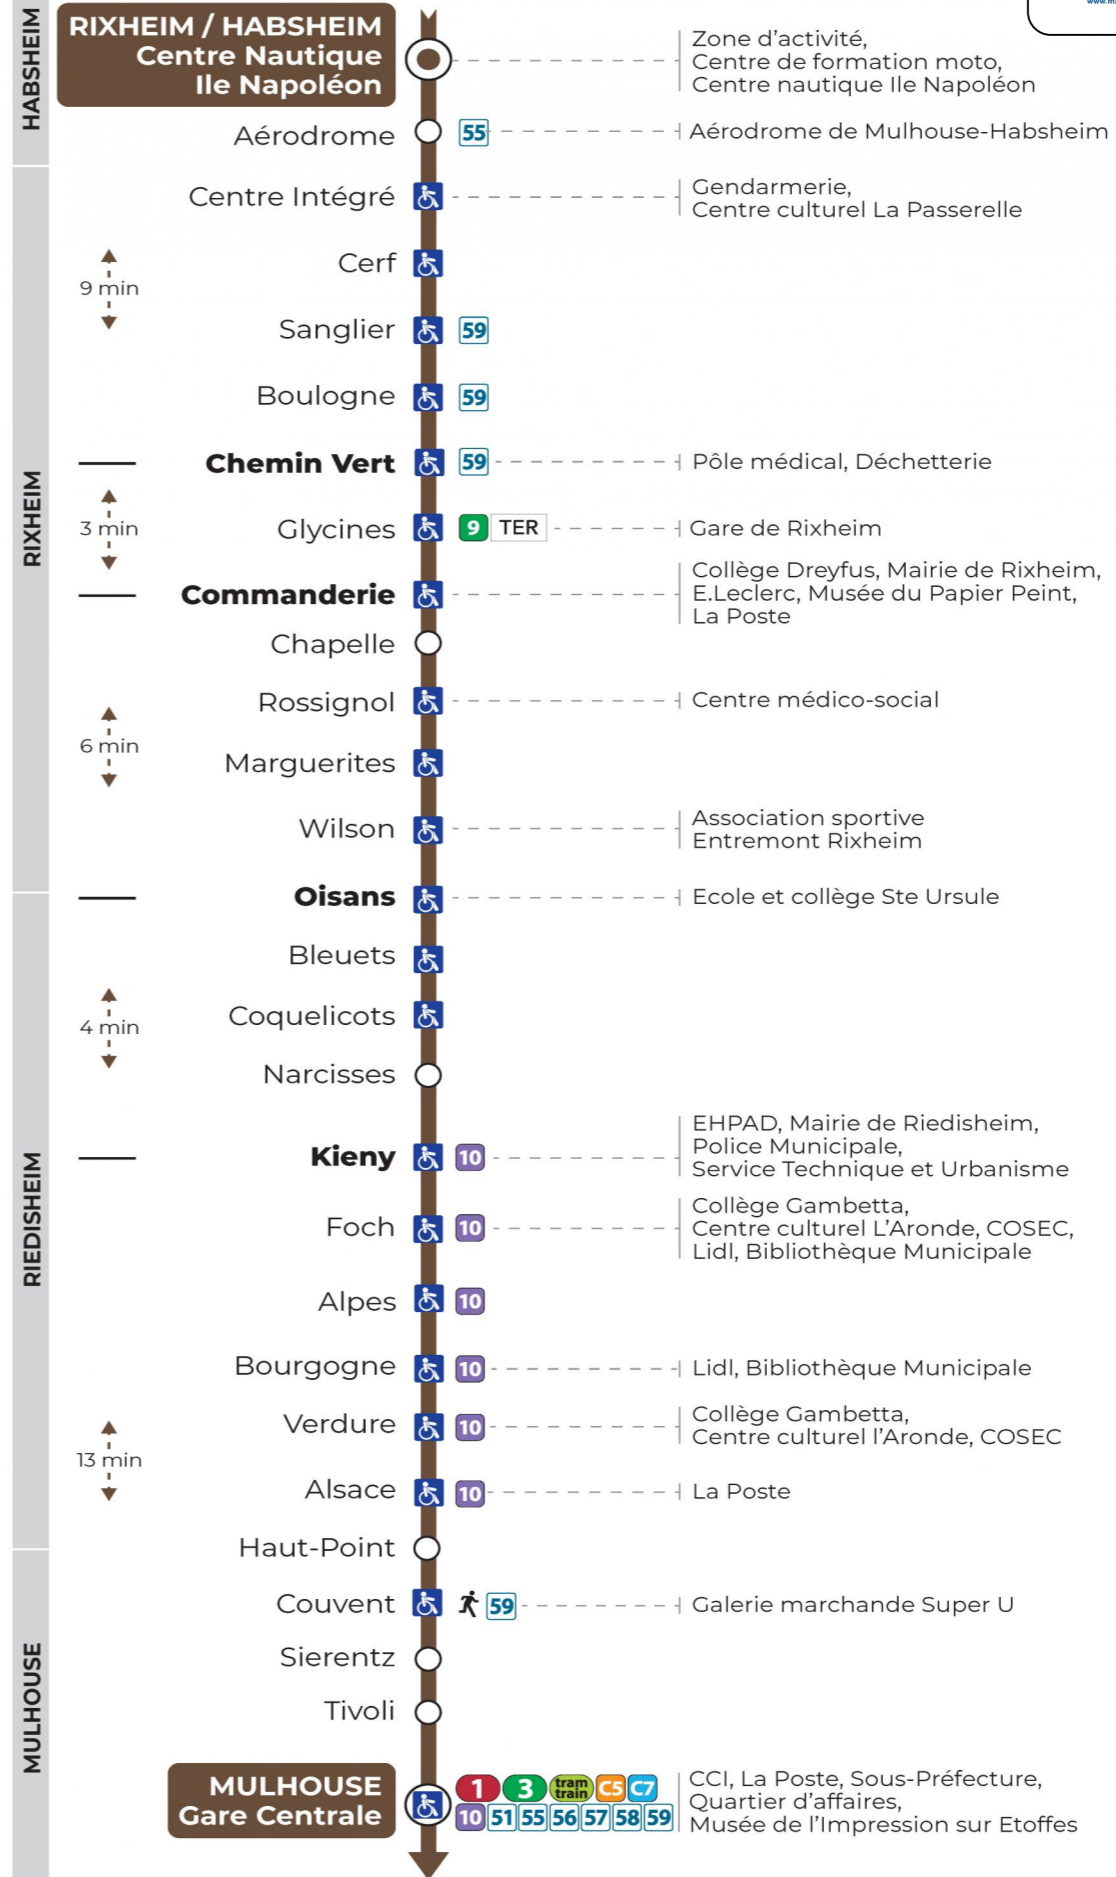 HABSHEIM
RIXHEIM / HABSHEIM
Centre Nautique
Ile Napoléon
Zone d'activité,
Centre de formation moto,
Centre nautique Ile Napoléon
Aérodrome 55 Aérodrome de Mulhouse-Habsheim
RIXHEIM
Centre Intégré
Gendarmerie,
Centre culturel La Passerelle
Cerf
9 min
Sanglier 59
Boulogne 59
Chemin Vert 59 Pôle médical, Déchetterie
3 min
Glycines 9 TER Gare de Rixheim
Commanderie
Collège Dreyfus, Mairie de Rixheim,
E.Leclerc, Musée du Papier Peint,
La Poste
Chapelle
Rossignol Centre médico-social
6 min
Marguerites
Wilson
Association sportive
Entremont Rixheim
RIEDISHEIM
Oisans Ecole et collège Ste Ursule
Bleuets
Coquelicots
4 min
Narcisses
Kieny 10
EHPAD, Mairie de Riedisheim,
Police Municipale,
Service Technique et Urbanisme
Foch 10
Collège Gambetta,
Centre culturel L'Aronde, COSEC,
Lidl, Bibliothèque Municipale
Alpes 10
Bourgogne 10 Lidl, Bibliothèque Municipale
Verdure 10
Collège Gambetta,
Centre culturel l'Aronde, COSEC
13 min
Alsace 10 La Poste
Haut-Point
MULHOUSE
Couvent 59 Galerie marchande Super U
Sierentz
Tivoli
MULHOUSE
Gare Centrale
1 3 tram train C5 C7
10 51 55 56 57 58 59
CCI, La Poste, Sous-Préfecture,
Quartier d'affaires,
Musée de l'Impression sur Etoffes